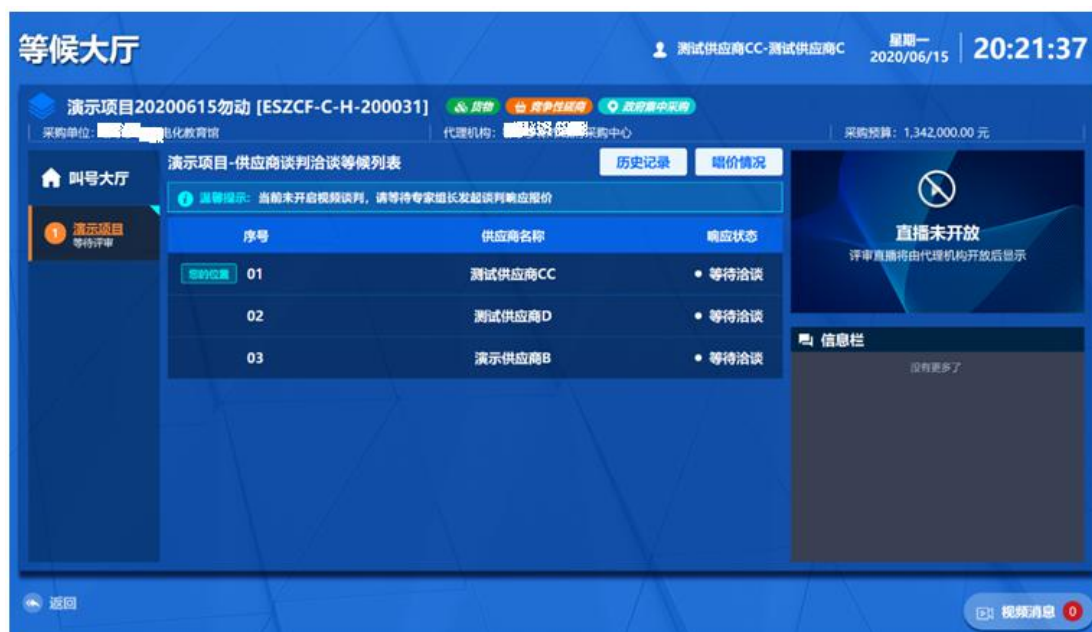 等候大厅
测试供应商CC-测试供应商C
星期一
2020/06/15
20:21:37
演示项目20200615勿动 [ESZCF-C-H-200031]
货物
竞争性磋商
政府集中采购
采购单位:
电化教育馆
代理机构:
采购中心
采购预算: 1,342,000.00 元
叫号大厅
1 演示项目
等待评审
演示项目-供应商谈判洽谈等候列表
历史记录
唱价情况
温馨提示: 当前未开启视频谈判, 请等待专家组长发起谈判响应报价
序号 供应商名称 响应状态
您的位置 01 测试供应商CC 等待洽谈
02 测试供应商D 等待洽谈
03 演示供应商B 等待洽谈
直播未开放
评审直播将由代理机构开放后显示
信息栏
没有更多了
返回
视频消息 0